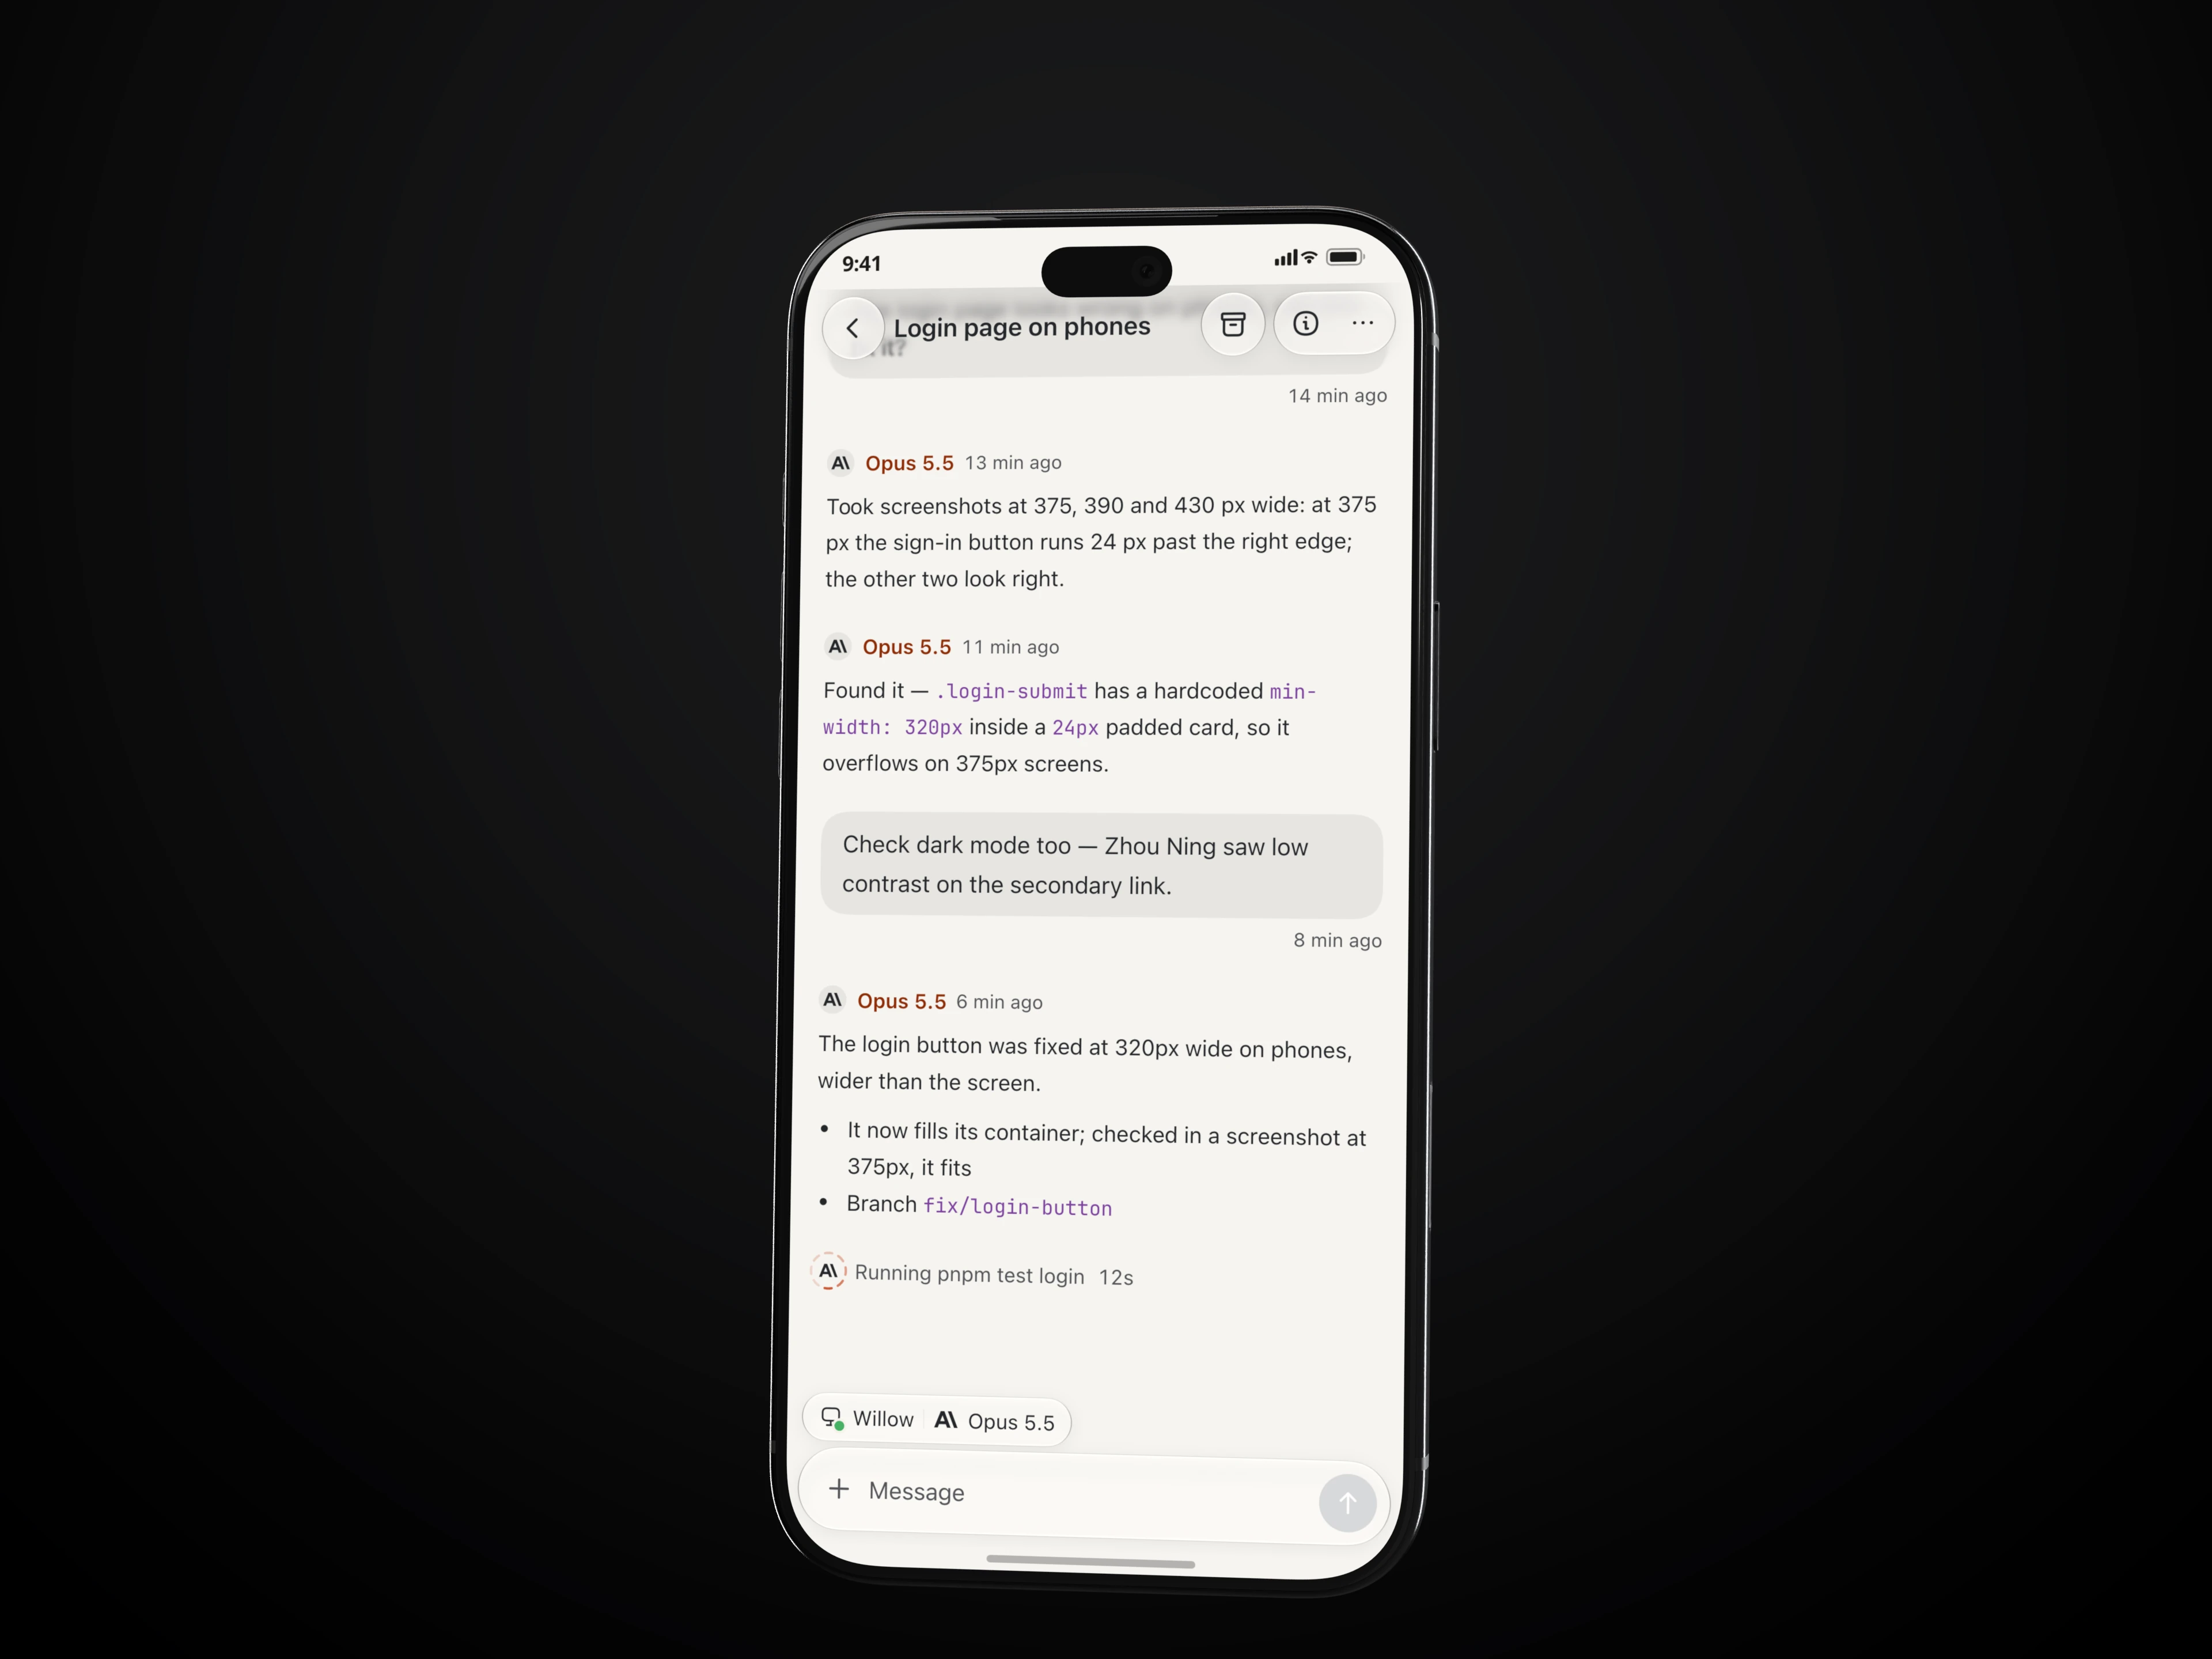 9:41
Login page on phones
it?
14 min ago
Opus 5.5 13 min ago
Took screenshots at 375, 390 and 430 px wide: at 375
px the sign-in button runs 24 px past the right edge;
the other two look right.
Opus 5.5 11 min ago
Found it — .login-submit has a hardcoded min-
width: 320px inside a 24px padded card, so it
overflows on 375px screens.
Check dark mode too — Zhou Ning saw low
contrast on the secondary link.
8 min ago
Opus 5.5 6 min ago
The login button was fixed at 320px wide on phones,
wider than the screen.
• It now fills its container; checked in a screenshot at
375px, it fits
• Branch fix/login-button
Running pnpm test login 12s
Willow Opus 5.5
Message